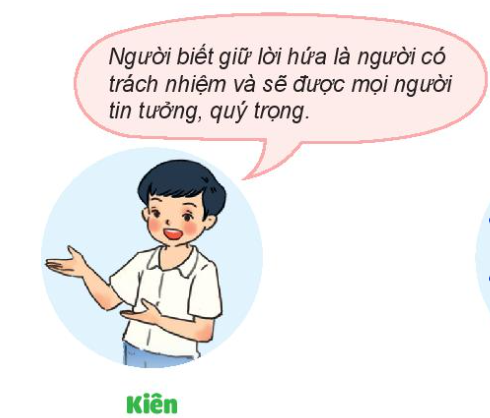 Người biết giữ lời hứa là người có
trách nhiệm và sẽ được mọi người
tin tưởng, quý trọng.
Kiên